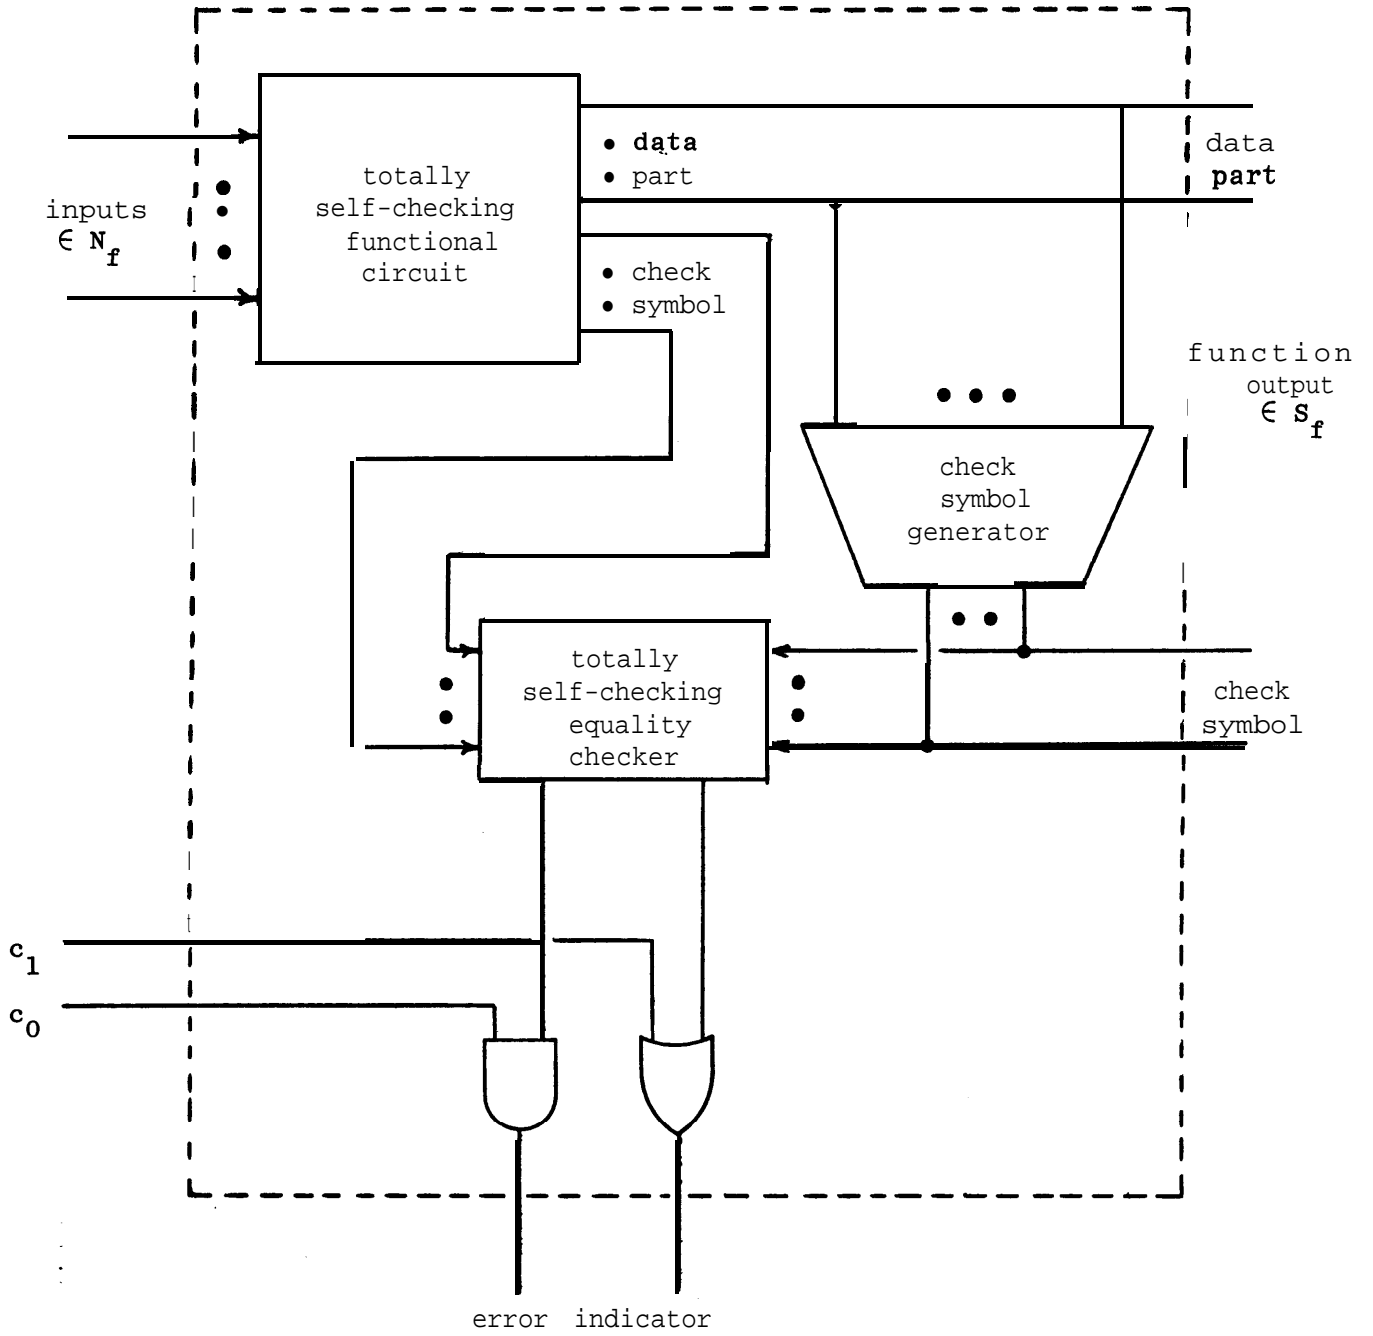 data
part
totally
self-checking
functional
circuit
inputs
∈ N_f
data
part
check
symbol
function
output
∈ S_f
check
symbol
generator
totally
self-checking
equality
checker
check
symbol
c_1
c_0
error indicator